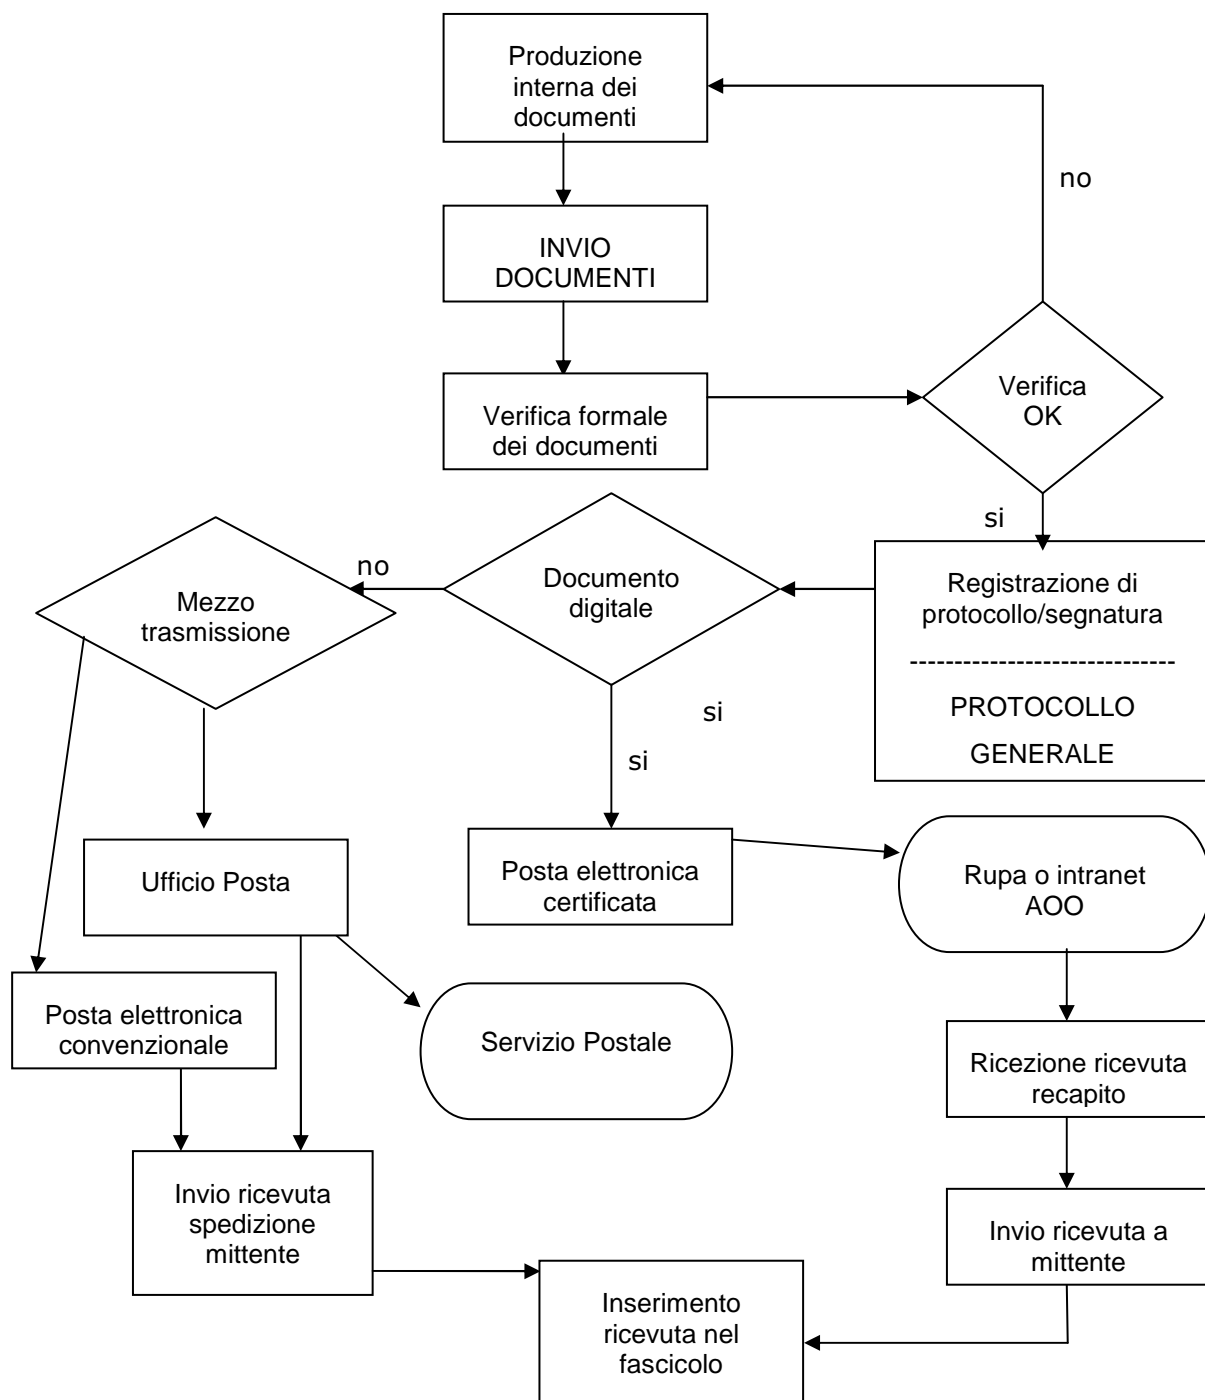 Produzione
interna dei
documenti
no
INVIO
DOCUMENTI
Verifica
OK
Verifica formale
dei documenti
si
no
Documento
digitale
Mezzo
trasmissione
Registrazione di
protocollo/segnatura
------------------------------
PROTOCOLLO
GENERALE
si
si
Ufficio Posta
Posta elettronica
certificata
Rupa o intranet
AOO
Posta elettronica
convenzionale
Servizio Postale
Ricezione ricevuta
recapito
Invio ricevuta
spedizione
mittente
Invio ricevuta a
mittente
Inserimento
ricevuta nel
fascicolo